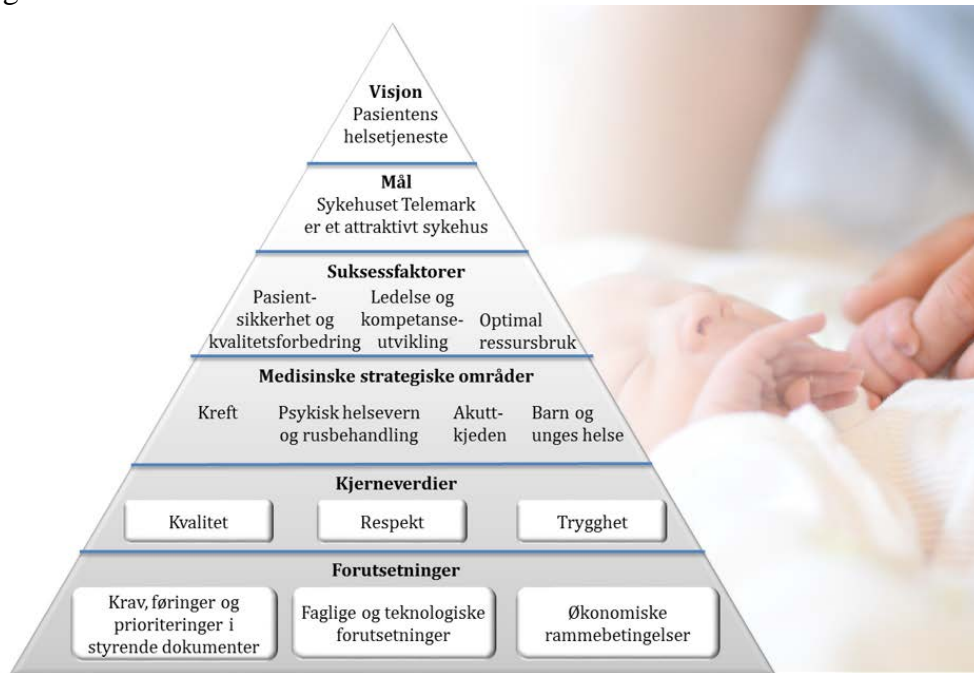 Visjon
Pasientens
helsetjeneste
Mål
Sykehuset Telemark
er et attraktivt sykehus
Suksessfaktorer
Pasient-
sikkerhet og
kvalitetsforbedring
Ledelse og
kompetanse-
utvikling
Optimal
ressursbruk
Medisinske strategiske områder
Kreft
Psykisk helsevern
og rusbehandling
Akutt-
kjeden
Barn og
unges helse
Kjerneverdier
Kvalitet
Respekt
Trygghet
Forutsetninger
Krav, føringer og
prioriteringer i
styrende dokumenter
Faglige og teknologiske
forutsetninger
Økonomiske
rammebetingelser